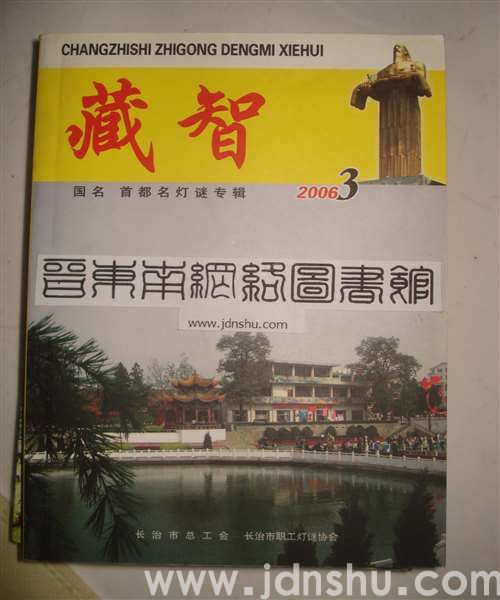 CHANGZHISHI ZHIGONG DENGMI XIEHUI
藏智
国名 首都名灯谜专辑
2006 3
晋东南網絡圖書館
www.jdnshu.com
长治市总工会 长治市职工灯谜协会
www.jdnshu.com